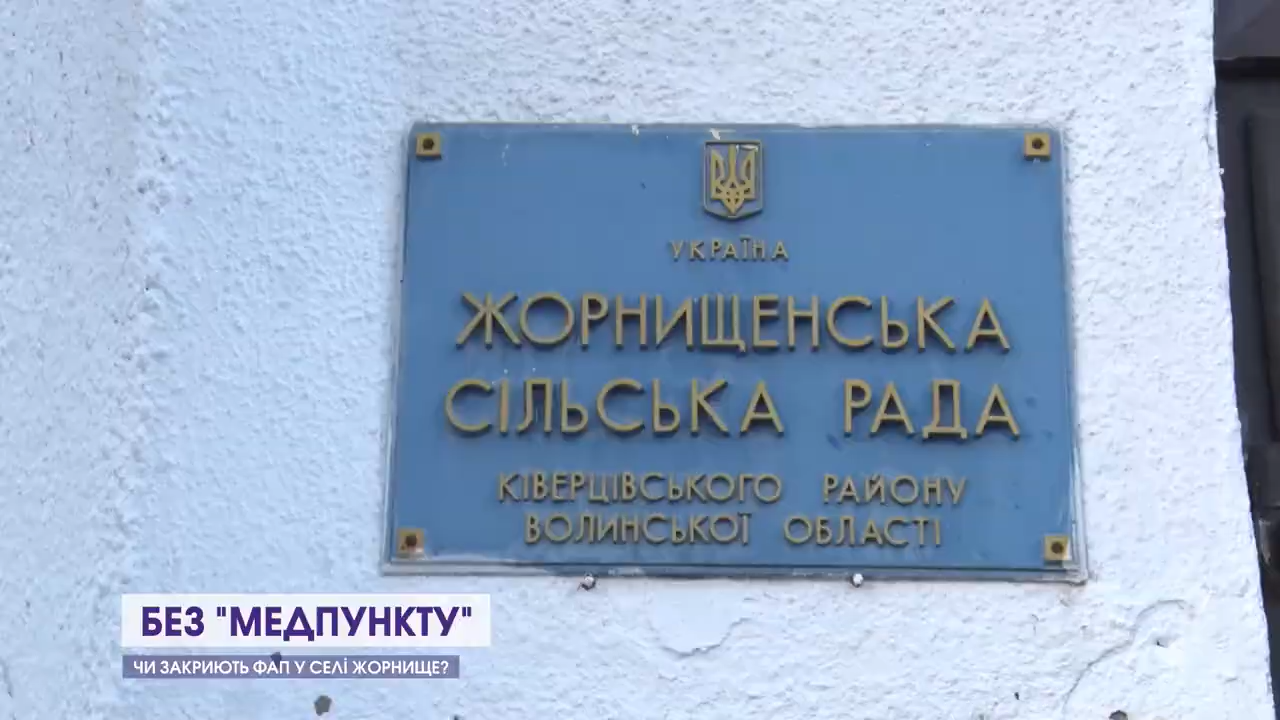 УКРАЇНА
ЖОРНИЩЕНСЬКА
СІЛЬСЬКА РАДА
КІВЕРЦІВСЬКОГО РАЙОНУ
ВОЛИНСЬКОЇ ОБЛАСТІ
БЕЗ "МЕДПУНКТУ"
ЧИ ЗАКРИЮТЬ ФАП У СЕЛІ ЖОРНИЩЕ?